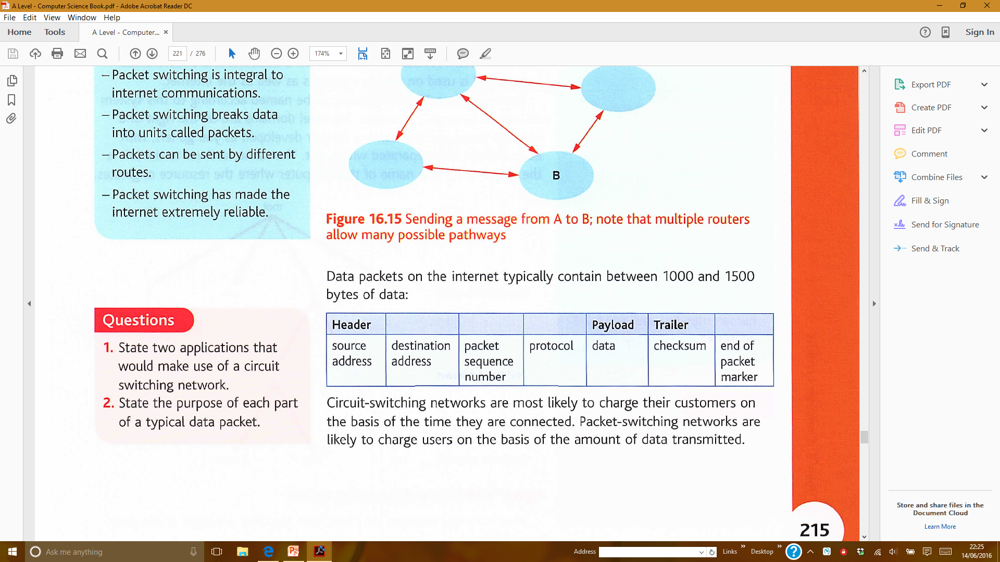 A Level - Computer Science Book.pdf - Adobe Acrobat Reader DC
File Edit View Window Help
Home Tools A Level - Computer... ×
Sign In
221 / 276
174%
– Packet switching is integral to
internet communications.
– Packet switching breaks data
into units called packets.
– Packets can be sent by different
routes.
– Packet switching has made the
internet extremely reliable.
B
Figure 16.15 Sending a message from A to B; note that multiple routers
allow many possible pathways
Data packets on the internet typically contain between 1000 and 1500
bytes of data:
Header Payload Trailer
source destination packet protocol data checksum end of
address address sequence packet
number marker
Circuit-switching networks are most likely to charge their customers on
the basis of the time they are connected. Packet-switching networks are
likely to charge users on the basis of the amount of data transmitted.
Questions
1. State two applications that
would make use of a circuit
switching network.
2. State the purpose of each part
of a typical data packet.
215
Export PDF
Create PDF
Edit PDF
Comment
Combine Files
Fill & Sign
Send for Signature
Send & Track
Store and share files in the
Document Cloud
Learn More
Ask me anything
Address
Links
Desktop
22:25
14/06/2016